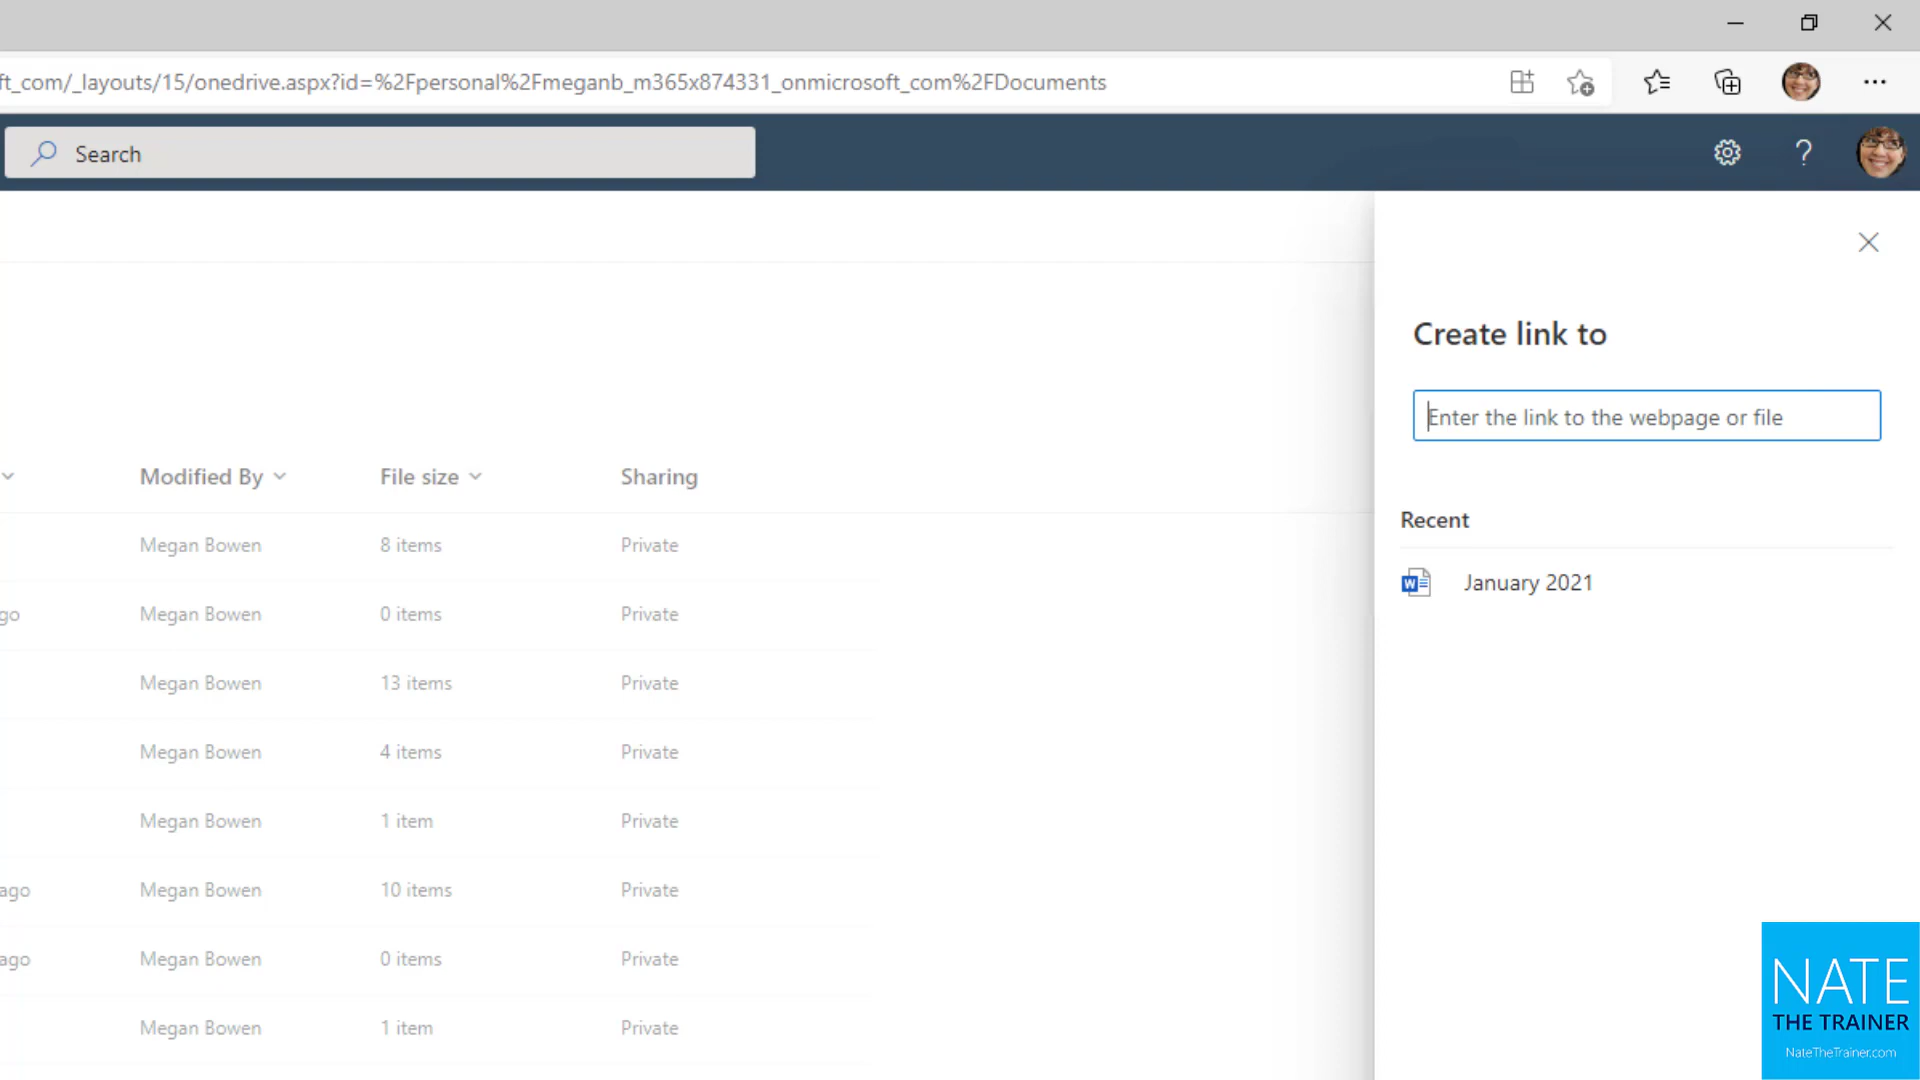 ft_com/_layouts/15/onedrive.aspx?id=%2Fpersonal%2Fmeganb_m365x874331_onmicrosoft_com%2FDocuments
Search
Create link to
Enter the link to the webpage or file
Modified By File size Sharing
Recent
Megan Bowen 8 items Private
January 2021
go Megan Bowen 0 items Private
Megan Bowen 13 items Private
Megan Bowen 4 items Private
Megan Bowen 1 item Private
ago Megan Bowen 10 items Private
ago Megan Bowen 0 items Private
Megan Bowen 1 item Private
NATE
THE TRAINER
NateTheTrainer.com